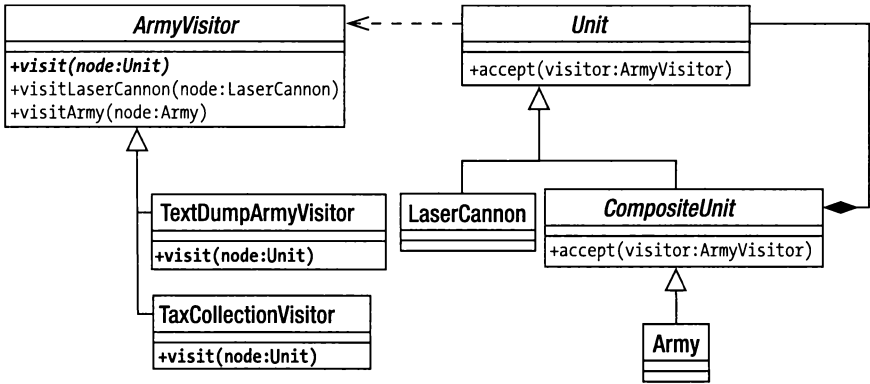 ArmyVisitor
+visit(node:Unit)
+visitLaserCannon(node:LaserCannon)
+visitArmy(node:Army)
Unit
+accept(visitor:ArmyVisitor)
TextDumpArmyVisitor
+visit(node:Unit)
TaxCollectionVisitor
+visit(node:Unit)
LaserCannon
CompositeUnit
+accept(visitor:ArmyVisitor)
Army